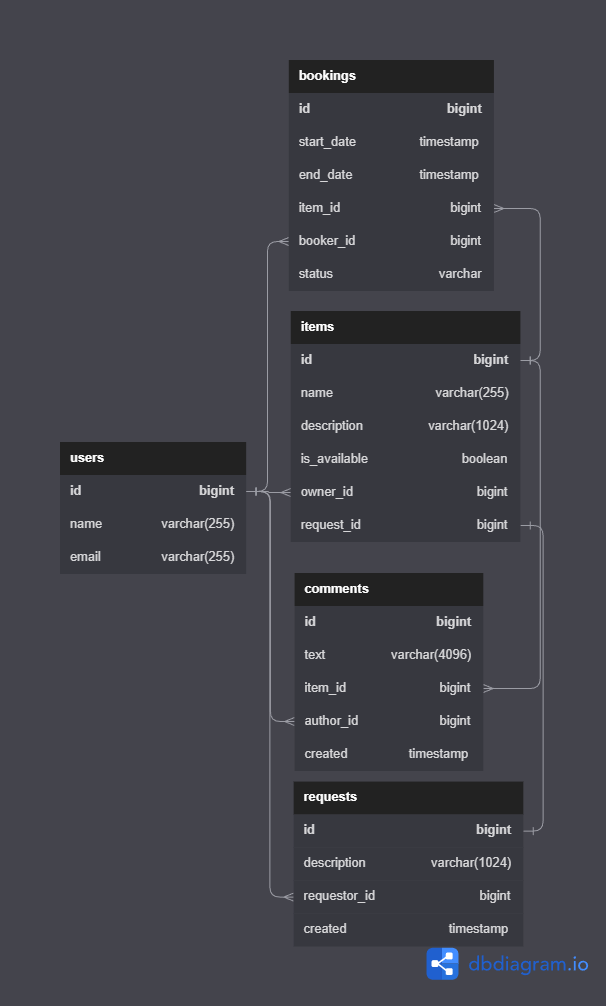 bookings
id bigint
start_date timestamp
end_date timestamp
item_id bigint
booker_id bigint
status varchar
items
id bigint
name varchar(255)
description varchar(1024)
is_available boolean
owner_id bigint
request_id bigint
users
id bigint
name varchar(255)
email varchar(255)
comments
id bigint
text varchar(4096)
item_id bigint
author_id bigint
created timestamp
requests
id bigint
description varchar(1024)
requestor_id bigint
created timestamp
dbdiagram.io